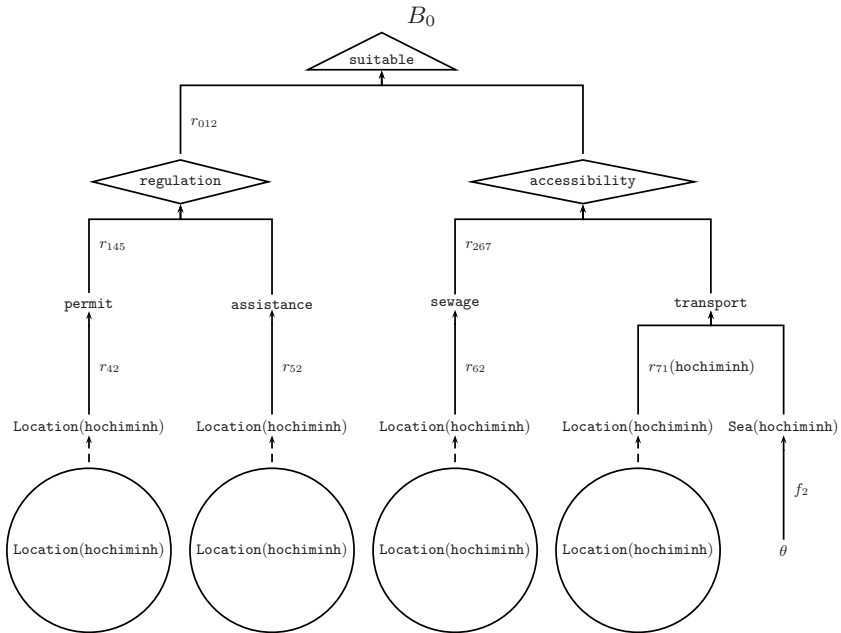 B₀
suitable
r₀₁₂
regulation
accessibility
r₁₄₅
r₂₆₇
permit
assistance
sewage
transport
r₄₂
r₅₂
r₆₂
r₇₁(hochiminh)
Location(hochiminh)
Location(hochiminh)
Location(hochiminh)
Location(hochiminh)
Sea(hochiminh)
f₂
Location(hochiminh)
Location(hochiminh)
Location(hochiminh)
Location(hochiminh)
θ